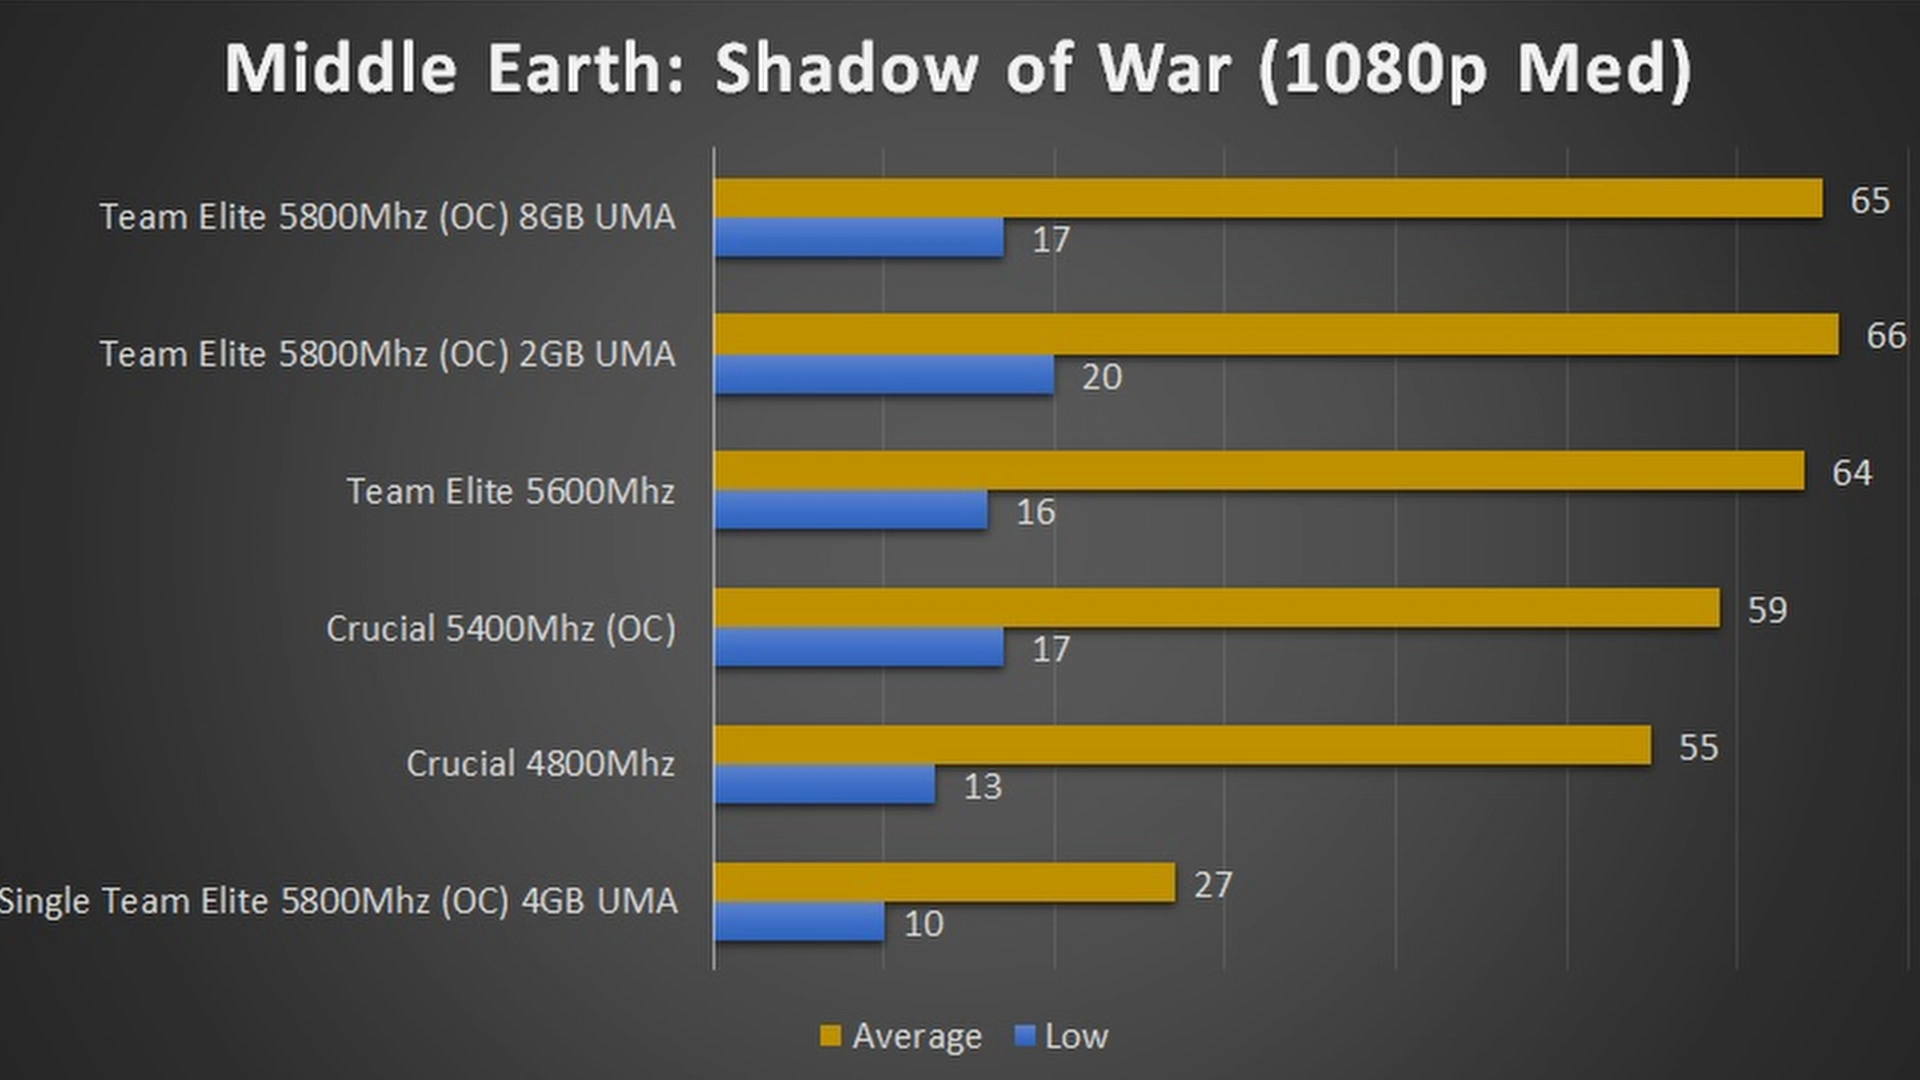 Middle Earth: Shadow of War (1080p Med)
Team Elite 5800Mhz (OC) 8GB UMA
65
17
Team Elite 5800Mhz (OC) 2GB UMA
66
20
Team Elite 5600Mhz
64
16
Crucial 5400Mhz (OC)
59
17
Crucial 4800Mhz
55
13
Single Team Elite 5800Mhz (OC) 4GB UMA
27
10
Average Low